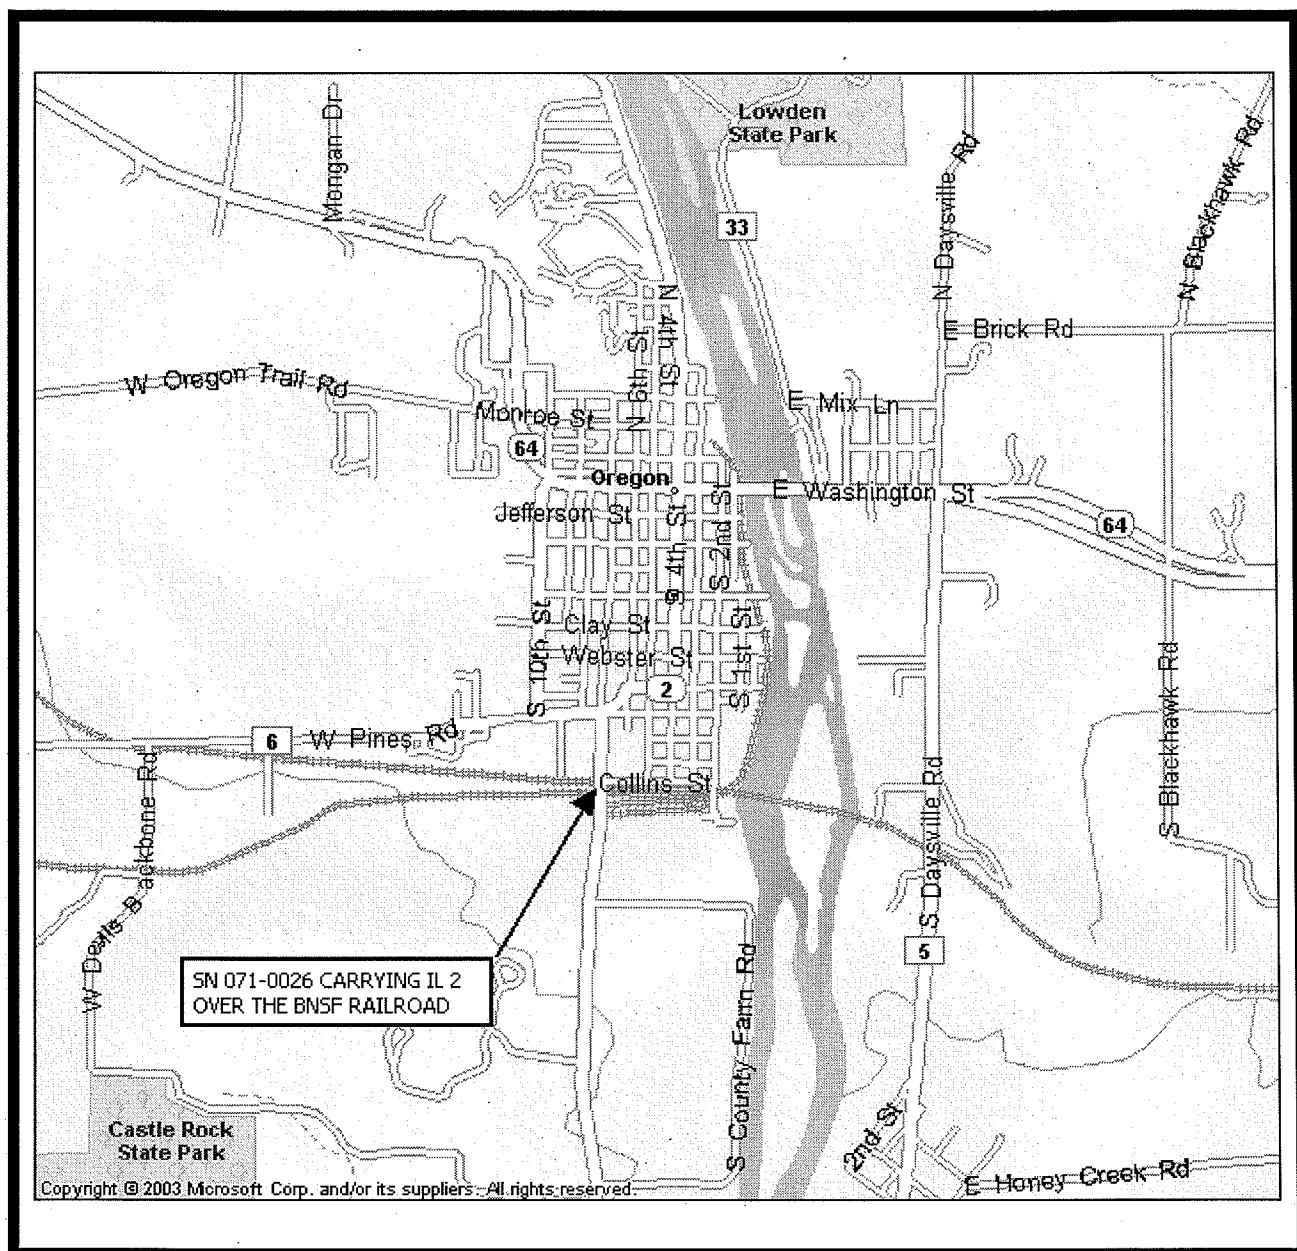 Lowden
State Park
Mongan Dr
N Daysville Rd
N Blackhawk Rd
33
N 4th St
N 6th St
E Brick Rd
W Oregon Trail Rd
E Mix Ln
Monroe St
64
Oregon
E Washington St
Jefferson St
64
S 4th St
S 2nd St
S 10th St
Clay St
Webster St
S 1st St
2
S Blackhawk Rd
6
W Pines Rd
Collins St
S Daysville Rd
W Devils Backbone Rd
5
SN 071-0026 CARRYING IL 2
OVER THE BNSF RAILROAD
S County Farm Rd
Castle Rock
State Park
2nd St
E Honey Creek Rd
Copyright © 2003 Microsoft Corp. and/or its suppliers. All rights reserved.